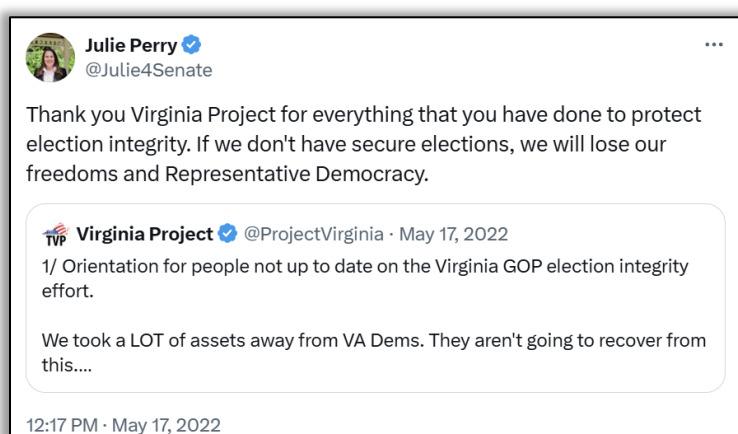 Julie Perry
@Julie4Senate
Thank you Virginia Project for everything that you have done to protect
election integrity. If we don't have secure elections, we will lose our
freedoms and Representative Democracy.
TVP Virginia Project @ProjectVirginia · May 17, 2022
1/ Orientation for people not up to date on the Virginia GOP election integrity
effort.
We took a LOT of assets away from VA Dems. They aren't going to recover from
this....
12:17 PM · May 17, 2022